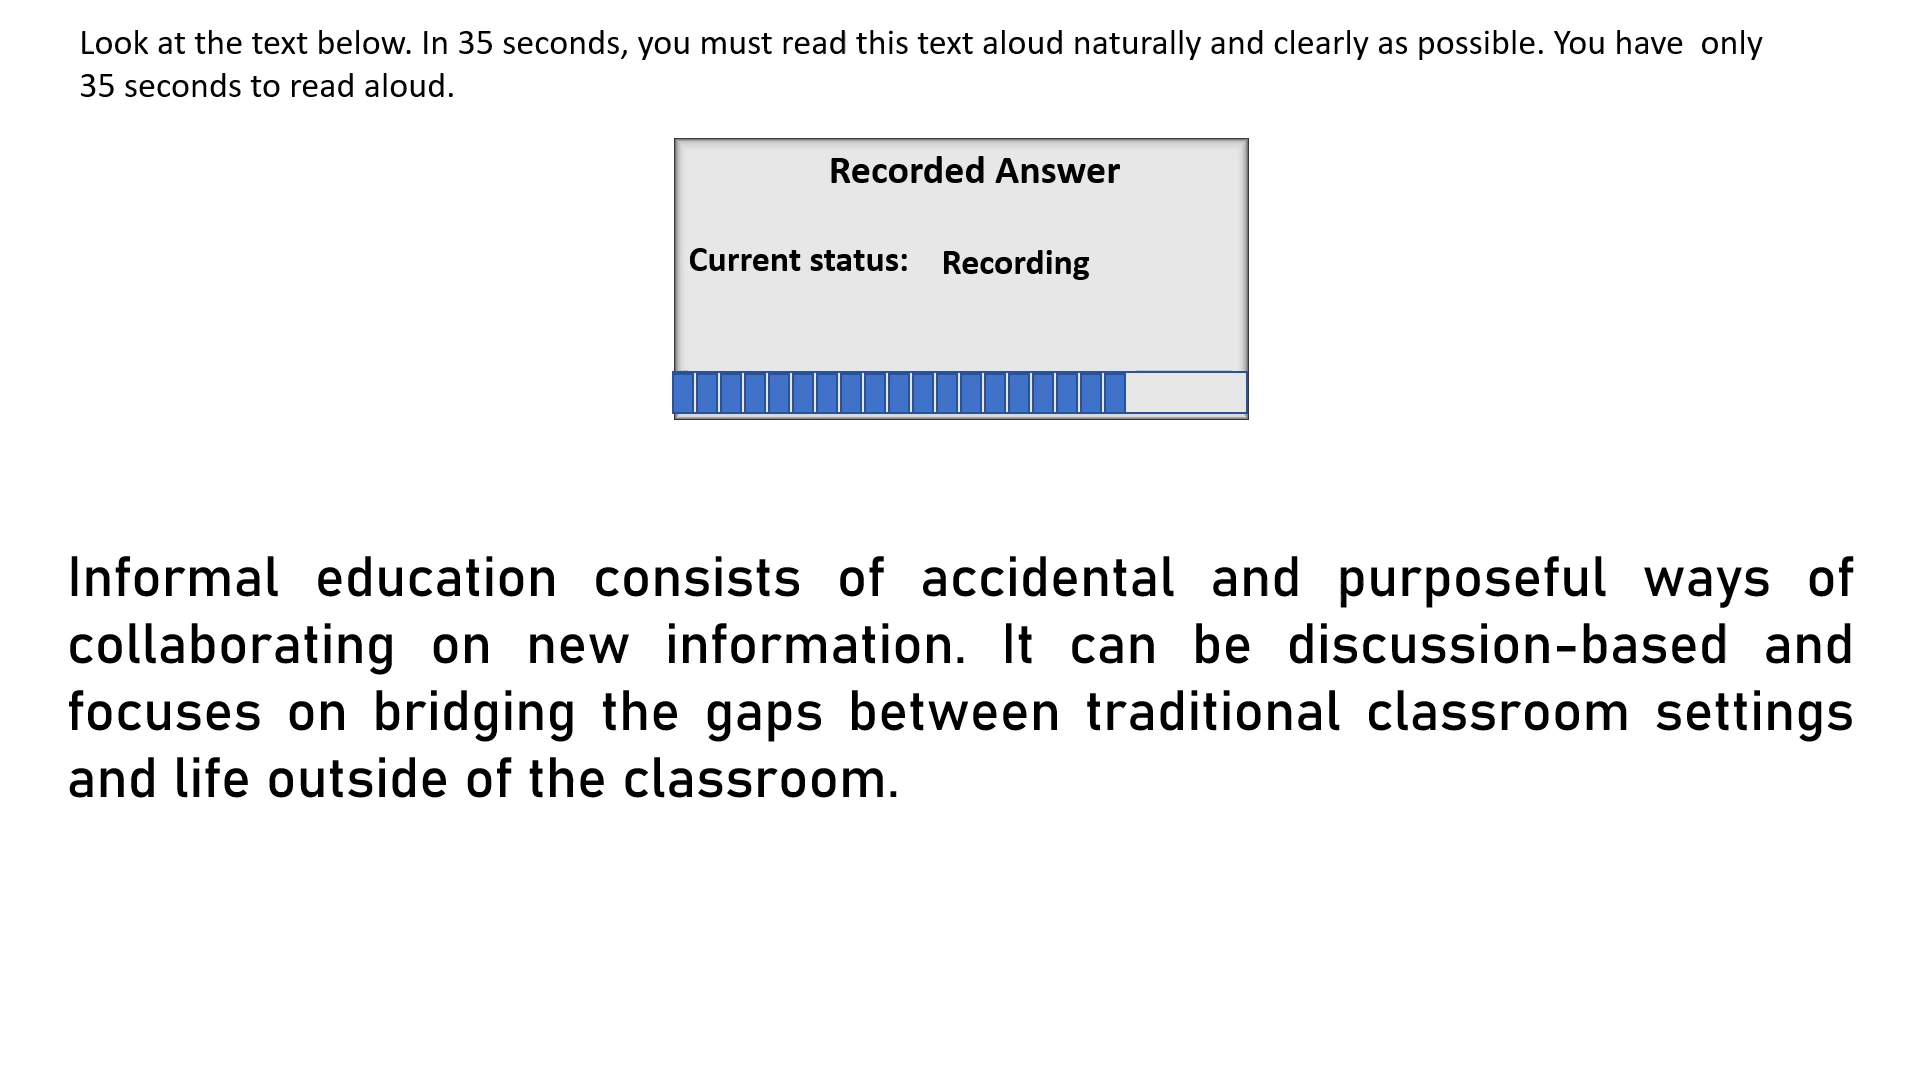 Look at the text below. In 35 seconds, you must read this text aloud naturally and clearly as possible. You have  only
35 seconds to read aloud.
Recorded Answer
Current status: Recording
Informal education consists of accidental and purposeful ways of
collaborating on new information. It can be discussion-based and
focuses on bridging the gaps between traditional classroom settings
and life outside of the classroom.